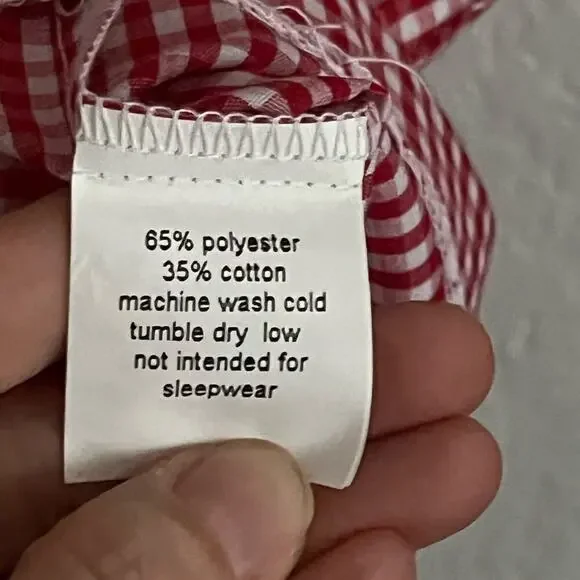 65% polyester
35% cotton
machine wash cold
tumble dry low
not intended for
sleepwear